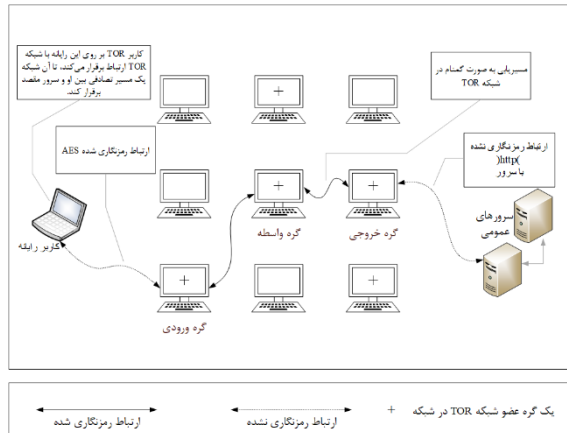 کاربر TOR بر روی این رایانه با شبکه
TOR ارتباط برقرار می‌کند، تا آن شبکه
یک مسیر تصادفی بین او و سرور مقصد
برقرار کند.
مسیریابی به صورت گمنام در
شبکه TOR
ارتباط رمزنگاری شده AES
ارتباط رمزنگاری نشده
)http(
با سرور
سرورهای
عمومی
کاربر رایانه
گره واسطه
گره خروجی
گره ورودی
یک گره عضو شبکه TOR در شبکه +
ارتباط رمزنگاری نشده
ارتباط رمزنگاری شده